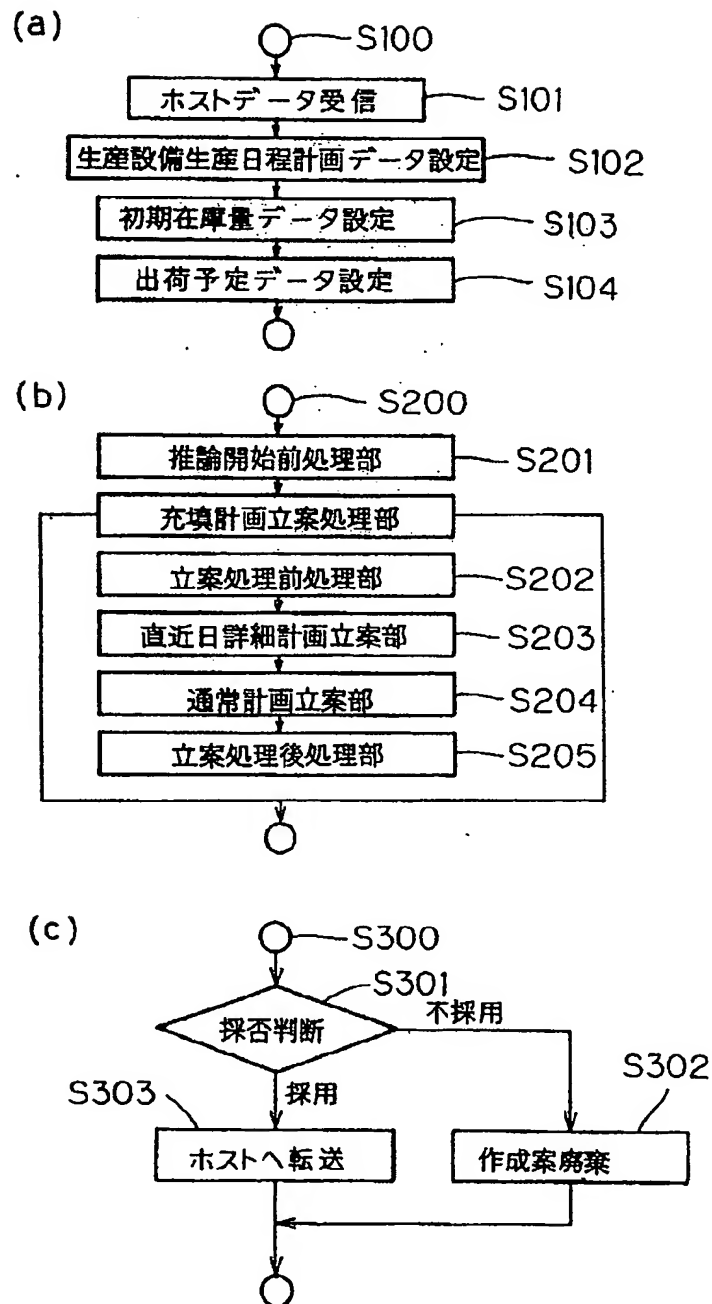 (a)
S100
ホストデータ受信 S101
生産設備生産日程計画データ設定 S102
初期在庫量データ設定 S103
出荷予定データ設定 S104
(b)
S200
推論開始前処理部 S201
充填計画立案処理部
立案処理前処理部 S202
直近日詳細計画立案部 S203
通常計画立案部 S204
立案処理後処理部 S205
(c)
S300
S301
採否判断 不採用
S303 採用 S302
ホストへ転送 作成案廃棄